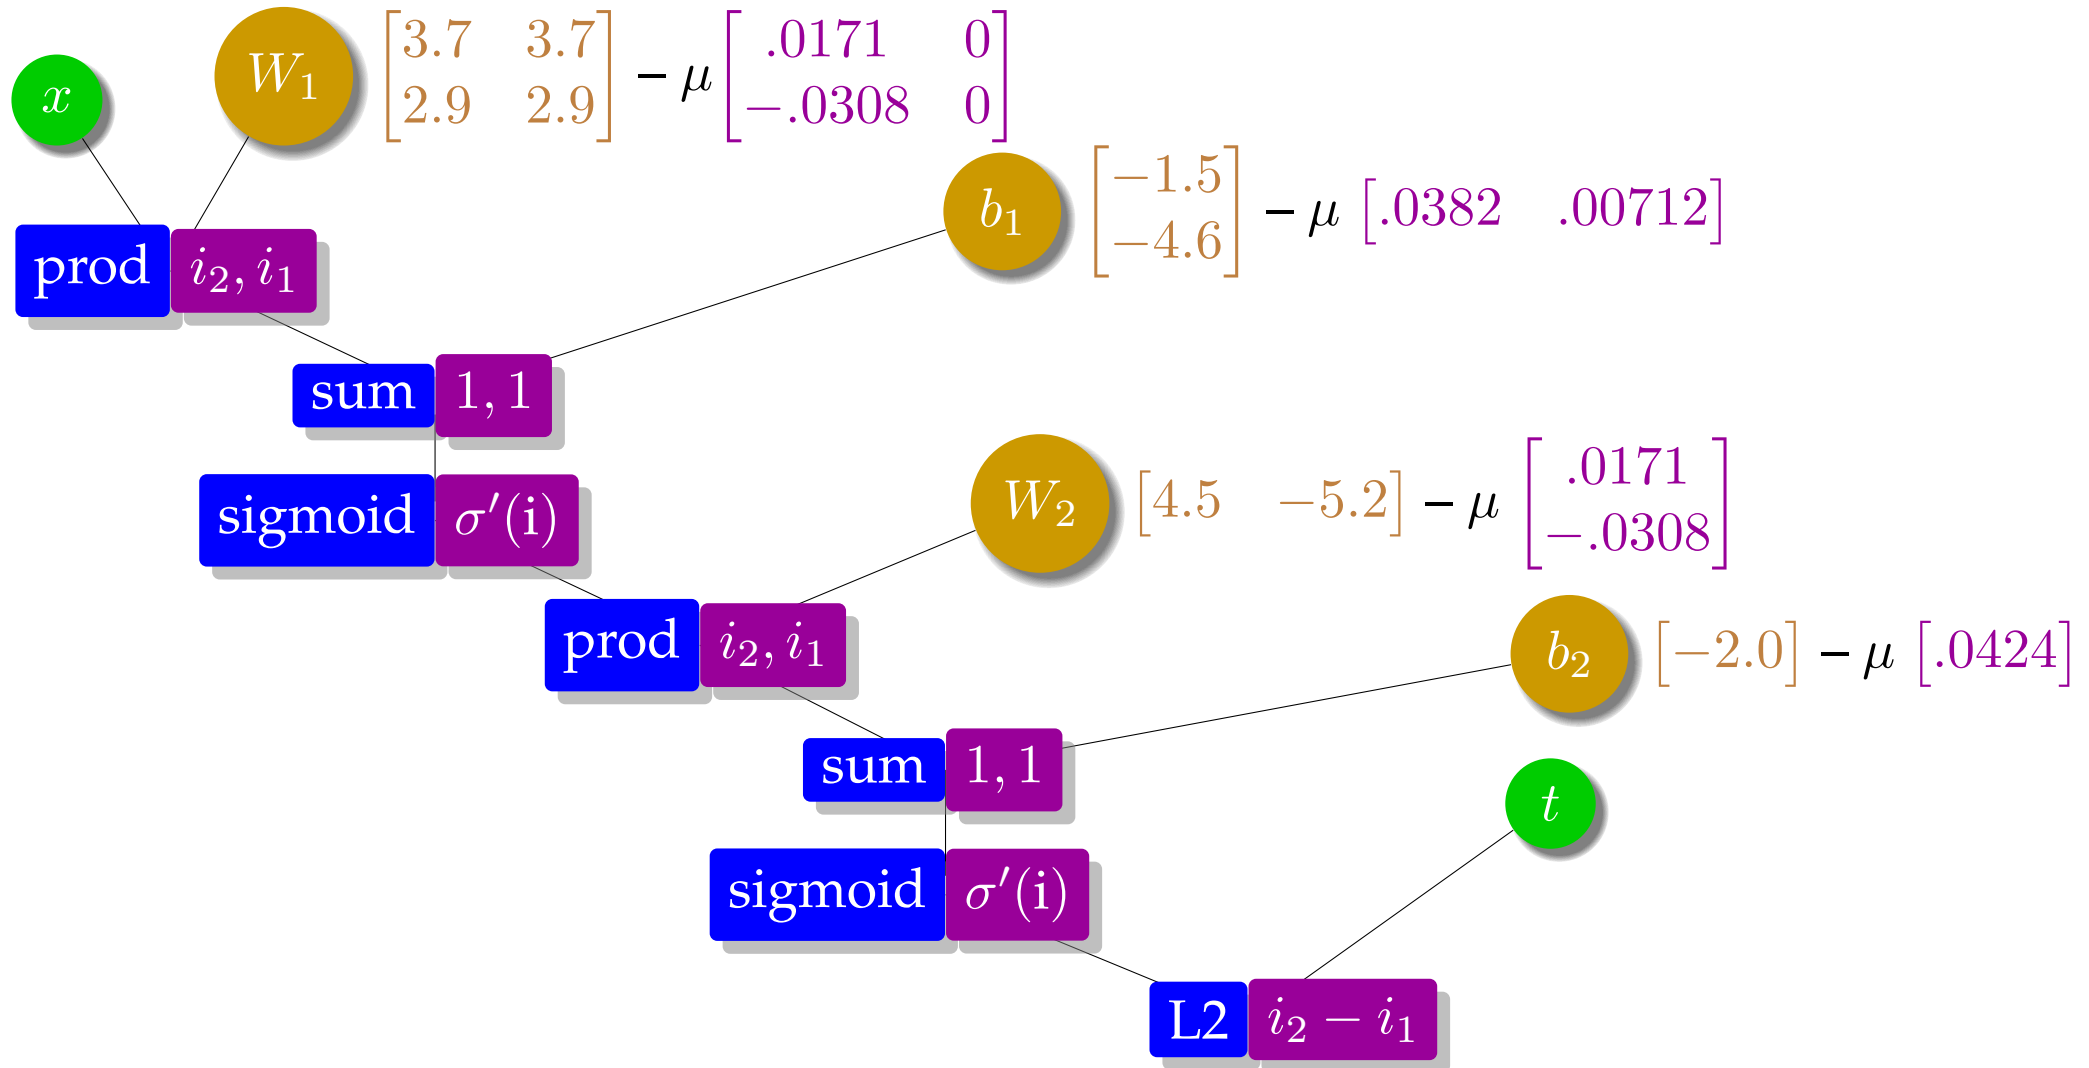 x
W₁ [3.7 3.7; 2.9 2.9] − μ [.0171 0; −.0308 0]
prod i₂, i₁
b₁ [−1.5; −4.6] − μ [.0382 .00712]
sum 1, 1
sigmoid σ′(i)
W₂ [4.5 −5.2] − μ [.0171; −.0308]
prod i₂, i₁
b₂ [−2.0] − μ [.0424]
sum 1, 1
t
sigmoid σ′(i)
L2 i₂ − i₁